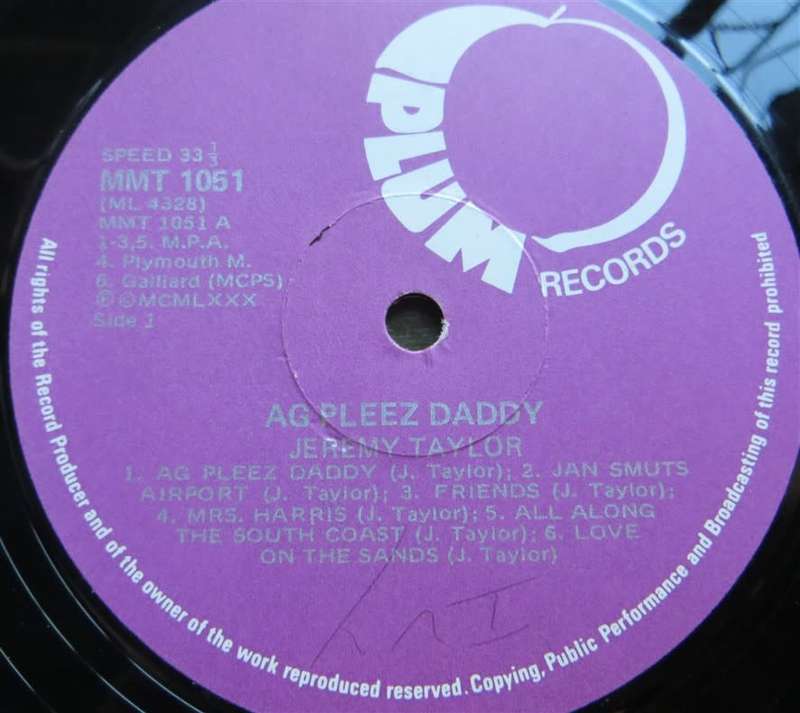 PLUM
RECORDS
SPEED 33 1/3
MMT 1051
(ML 4328)
MMT 1051 A
1-3,5. M.P.A.
4. Plymouth M.
6. Galliard (MCPS)
Ⓟ©MCMLXXX
Side 1
AG PLEEZ DADDY
JEREMY TAYLOR
1. AG PLEEZ DADDY (J. Taylor); 2. JAN SMUTS
AIRPORT (J. Taylor); 3. FRIENDS (J. Taylor);
4. MRS. HARRIS (J. Taylor); 5. ALL ALONG
THE SOUTH COAST (J. Taylor); 6. LOVE
ON THE SANDS (J. Taylor)
All rights of the Record Producer and of the owner of the work reproduced reserved. Copying, Public Performance and Broadcasting of this record prohibited